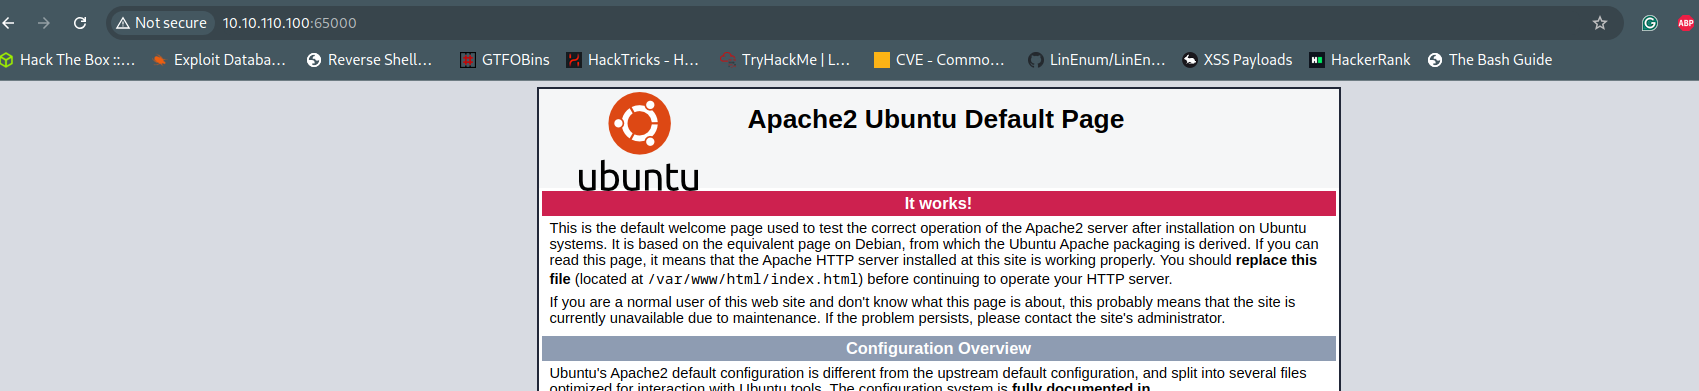 Not secure 10.10.110.100:65000
ABP
Hack The Box ::... Exploit Databa... Reverse Shell... GTFOBins HackTricks - H... TryHackMe | L... CVE - Commo... LinEnum/LinEn... XSS Payloads HackerRank The Bash Guide
Apache2 Ubuntu Default Page
ubuntu
It works!
This is the default welcome page used to test the correct operation of the Apache2 server after installation on Ubuntu
systems. It is based on the equivalent page on Debian, from which the Ubuntu Apache packaging is derived. If you can
read this page, it means that the Apache HTTP server installed at this site is working properly. You should replace this
file (located at /var/www/html/index.html) before continuing to operate your HTTP server.
If you are a normal user of this web site and don't know what this page is about, this probably means that the site is
currently unavailable due to maintenance. If the problem persists, please contact the site's administrator.
Configuration Overview
Ubuntu's Apache2 default configuration is different from the upstream default configuration, and split into several files
optimized for interaction with Ubuntu tools. The configuration system is fully documented in